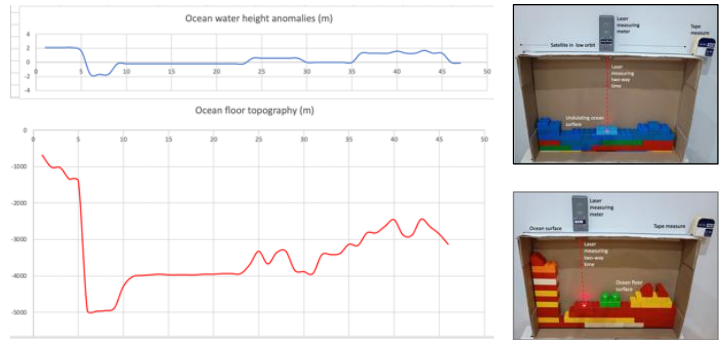 Ocean water height anomalies (m)
4
2
0
-2
-4
0
5
10
15
20
25
30
35
40
45
50
Ocean floor topography (m)
0
-1000
-2000
-3000
-4000
-5000
0
5
10
15
20
25
30
35
40
45
50
Laser
measuring
meter
Tape
measure
Satellite in low orbit
Laser
measuring
two-way
time
Undulating ocean
surface
Laser
measuring
meter
Ocean surface
Tape measure
Laser
measuring
two-way
time
Ocean floor
surface